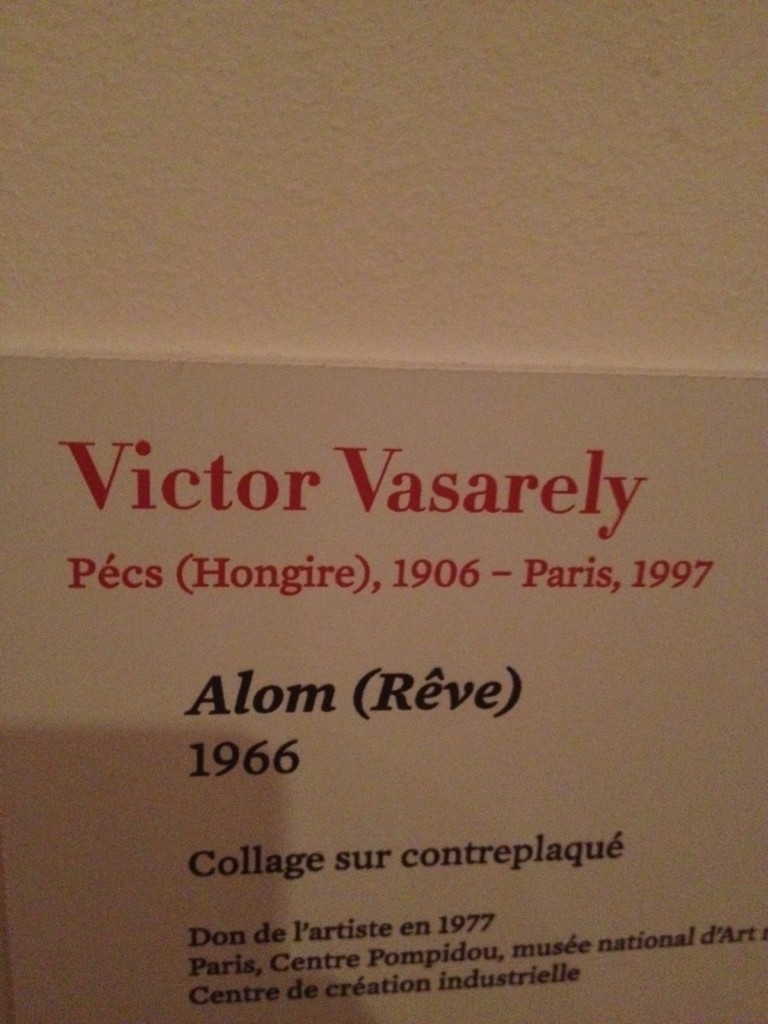 Victor Vasarely
Pécs (Hongire), 1906 – Paris, 1997
Alom (Rêve)
1966
Collage sur contreplaqué
Don de l'artiste en 1977
Paris, Centre Pompidou, musée national d'Art
Centre de création industrielle